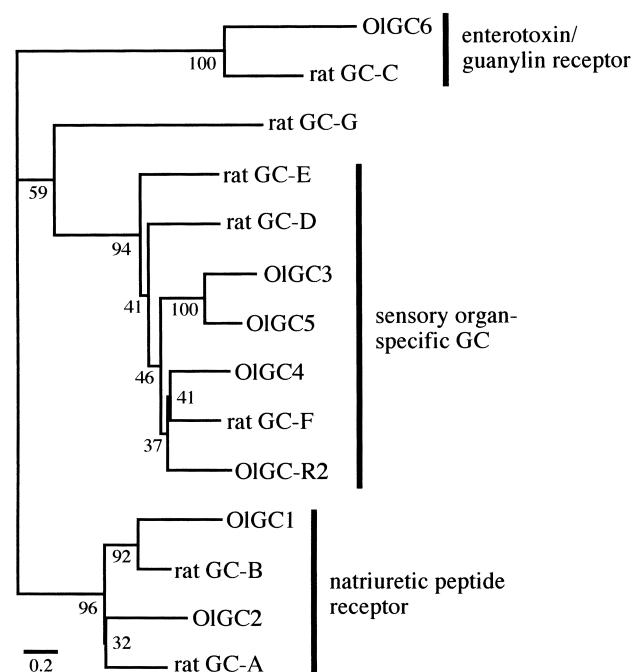 OlGC6
enterotoxin/
guanylin receptor
100
rat GC-C
rat GC-G
59
rat GC-E
94
rat GC-D
OlGC3
41
100
OlGC5
sensory organ-
specific GC
46
OlGC4
41
rat GC-F
37
OlGC-R2
OlGC1
92
rat GC-B
natriuretic peptide
receptor
96
OlGC2
32
0.2
rat GC-A